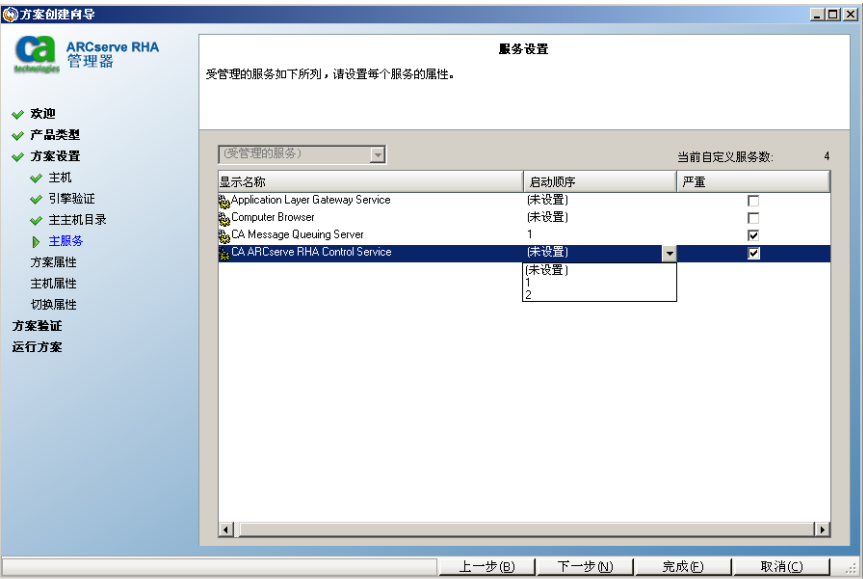 方案创建向导
ca
technologies
ARCserve RHA
管理器
欢迎
产品类型
方案设置
主机
引擎验证
主主机目录
主服务
方案属性
主机属性
切换属性
方案验证
运行方案
服务设置
受管理的服务如下所列，请设置每个服务的属性。
(受管理的服务) 当前自定义服务数: 4
显示名称 启动顺序 严重
Application Layer Gateway Service (未设置)
Computer Browser (未设置)
CA Message Queuing Server 1
CA ARCserve RHA Control Service (未设置)
(未设置)
1
2
上一步(B) 下一步(N) 完成(F) 取消(C)